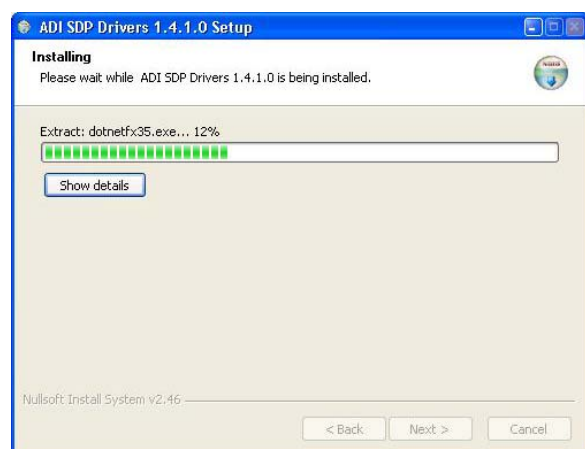 ADI SDP Drivers 1.4.1.0 Setup
Installing
Please wait while ADI SDP Drivers 1.4.1.0 is being installed.
Extract: dotnetfx35.exe... 12%
Show details
Nullsoft Install System v2.46
< Back Next > Cancel